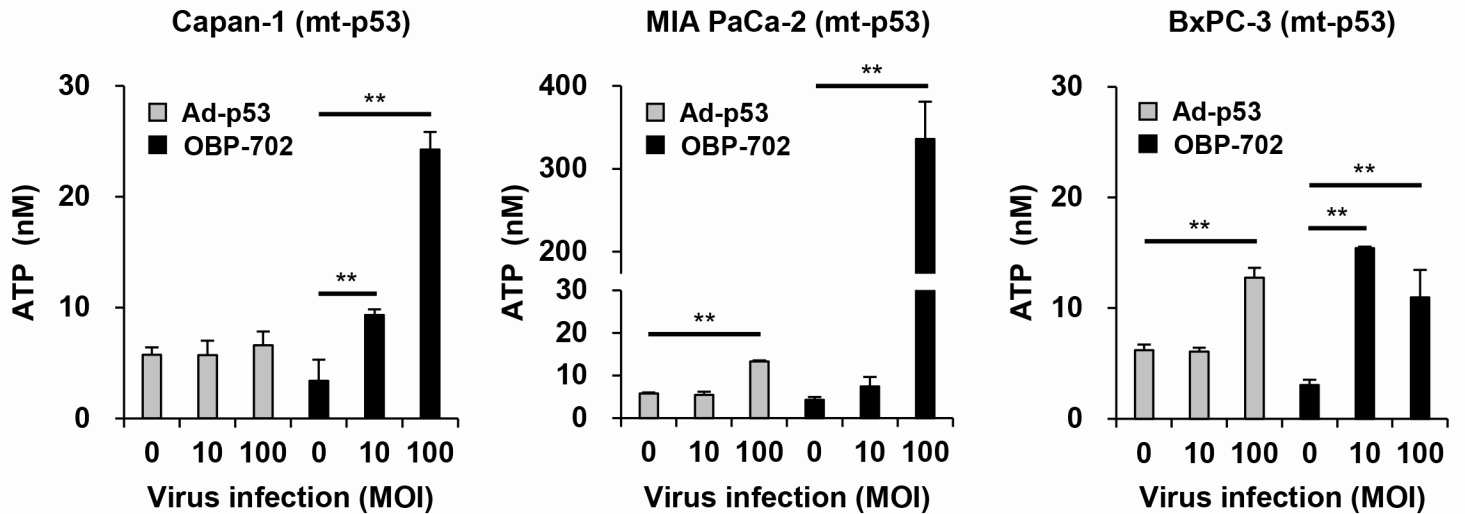 Capan-1 (mt-p53)
ATP (nM)
30
20
10
0
Ad-p53
OBP-702
**
**
0 10 100 0 10 100
Virus infection (MOI)
MIA PaCa-2 (mt-p53)
ATP (nM)
400
300
200
30
20
10
0
Ad-p53
OBP-702
**
**
0 10 100 0 10 100
Virus infection (MOI)
BxPC-3 (mt-p53)
ATP (nM)
30
20
10
0
Ad-p53
OBP-702
**
**
**
0 10 100 0 10 100
Virus infection (MOI)